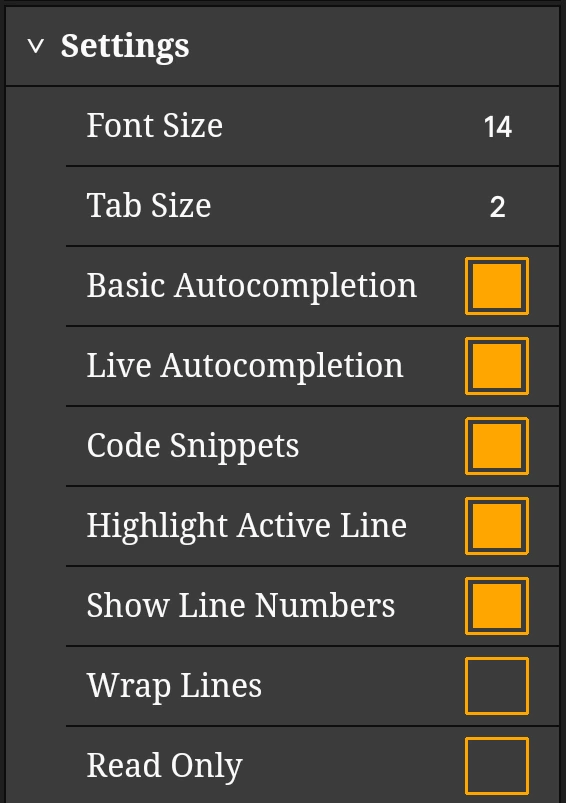 Settings
Font Size 14
Tab Size 2
Basic Autocompletion
Live Autocompletion
Code Snippets
Highlight Active Line
Show Line Numbers
Wrap Lines
Read Only